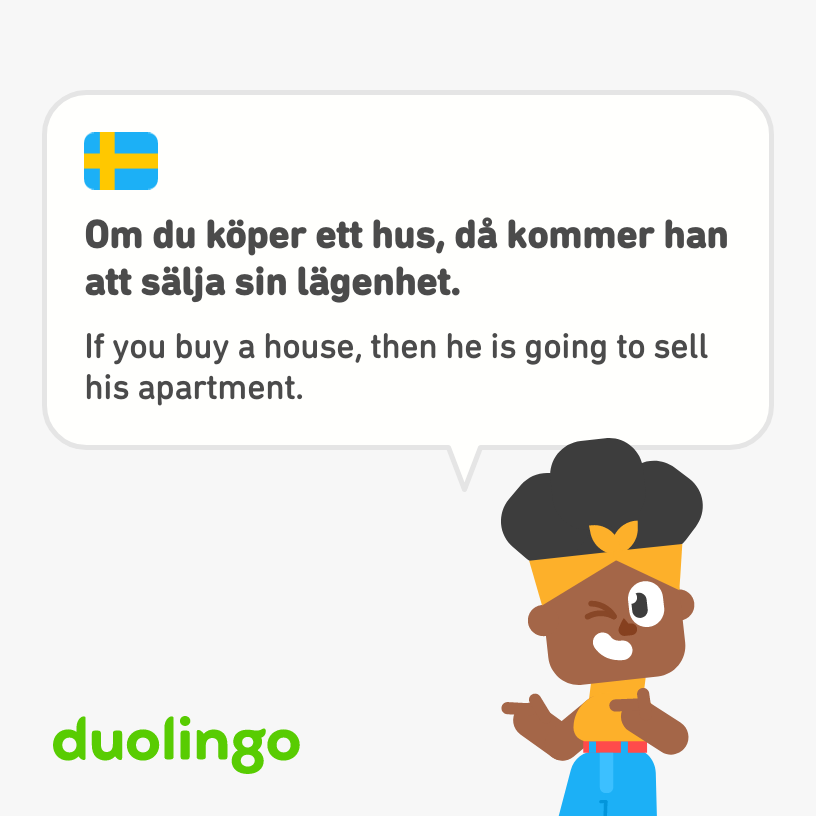 Om du köper ett hus, då kommer han
att sälja sin lägenhet.
If you buy a house, then he is going to sell
his apartment.
duolingo